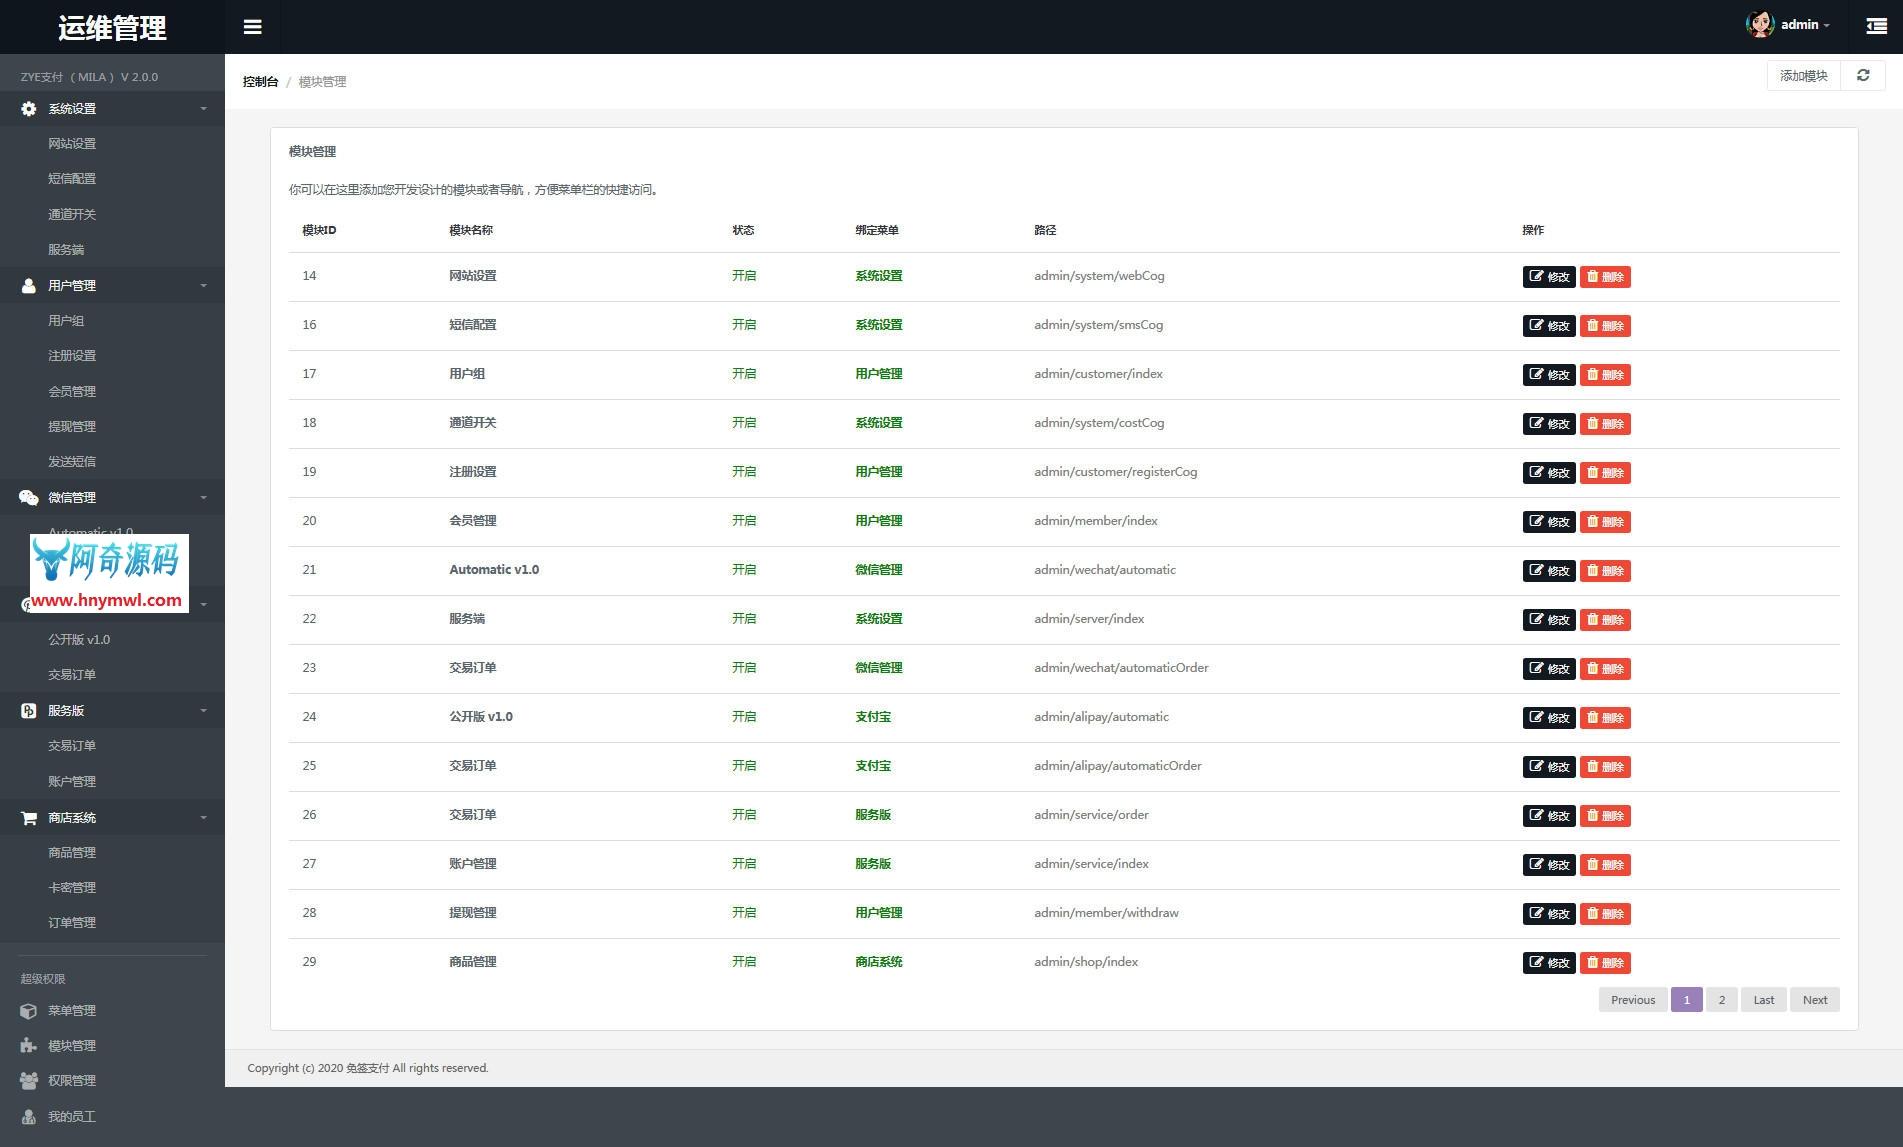 运维管理
admin
ZYE支付 （ MILA ） V 2.0.0
系统设置
网站设置
短信配置
通道开关
服务端
用户管理
用户组
注册设置
会员管理
提现管理
发送短信
微信管理
Automatic v1.0
阿奇源码
www.hnymwl.com
公开版 v1.0
交易订单
服务版
交易订单
账户管理
商店系统
商品管理
卡密管理
订单管理
超级权限
菜单管理
模块管理
权限管理
我的员工
控制台 / 模块管理
添加模块
模块管理
你可以在这里添加您开发设计的模块或者导航，方便菜单栏的快捷访问。
模块ID 模块名称 状态 绑定菜单 路径 操作
14 网站设置 开启 系统设置 admin/system/webCog 修改 删除
16 短信配置 开启 系统设置 admin/system/smsCog 修改 删除
17 用户组 开启 用户管理 admin/customer/index 修改 删除
18 通道开关 开启 系统设置 admin/system/costCog 修改 删除
19 注册设置 开启 用户管理 admin/customer/registerCog 修改 删除
20 会员管理 开启 用户管理 admin/member/index 修改 删除
21 Automatic v1.0 开启 微信管理 admin/wechat/automatic 修改 删除
22 服务端 开启 系统设置 admin/server/index 修改 删除
23 交易订单 开启 微信管理 admin/wechat/automaticOrder 修改 删除
24 公开版 v1.0 开启 支付宝 admin/alipay/automatic 修改 删除
25 交易订单 开启 支付宝 admin/alipay/automaticOrder 修改 删除
26 交易订单 开启 服务版 admin/service/order 修改 删除
27 账户管理 开启 服务版 admin/service/index 修改 删除
28 提现管理 开启 用户管理 admin/member/withdraw 修改 删除
29 商品管理 开启 商店系统 admin/shop/index 修改 删除
Previous 1 2 Last Next
Copyright (c) 2020 免签支付 All rights reserved.